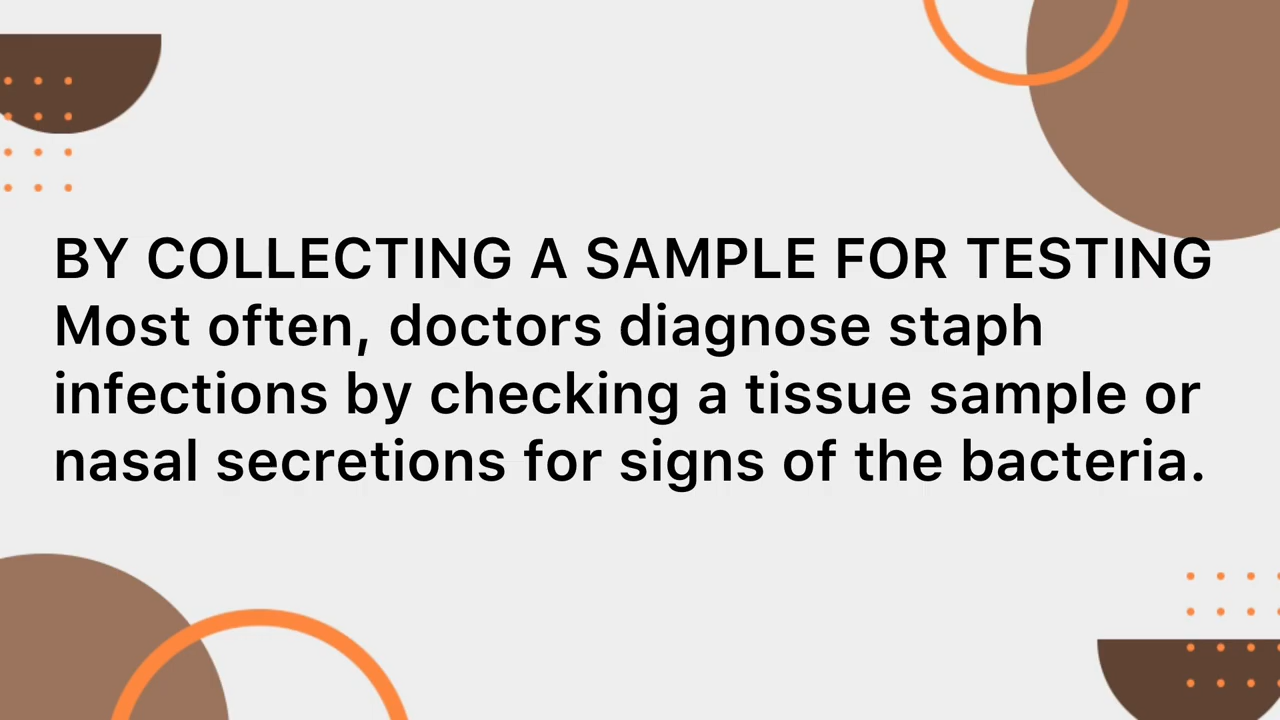 BY COLLECTING A SAMPLE FOR TESTING
Most often, doctors diagnose staph
infections by checking a tissue sample or
nasal secretions for signs of the bacteria.